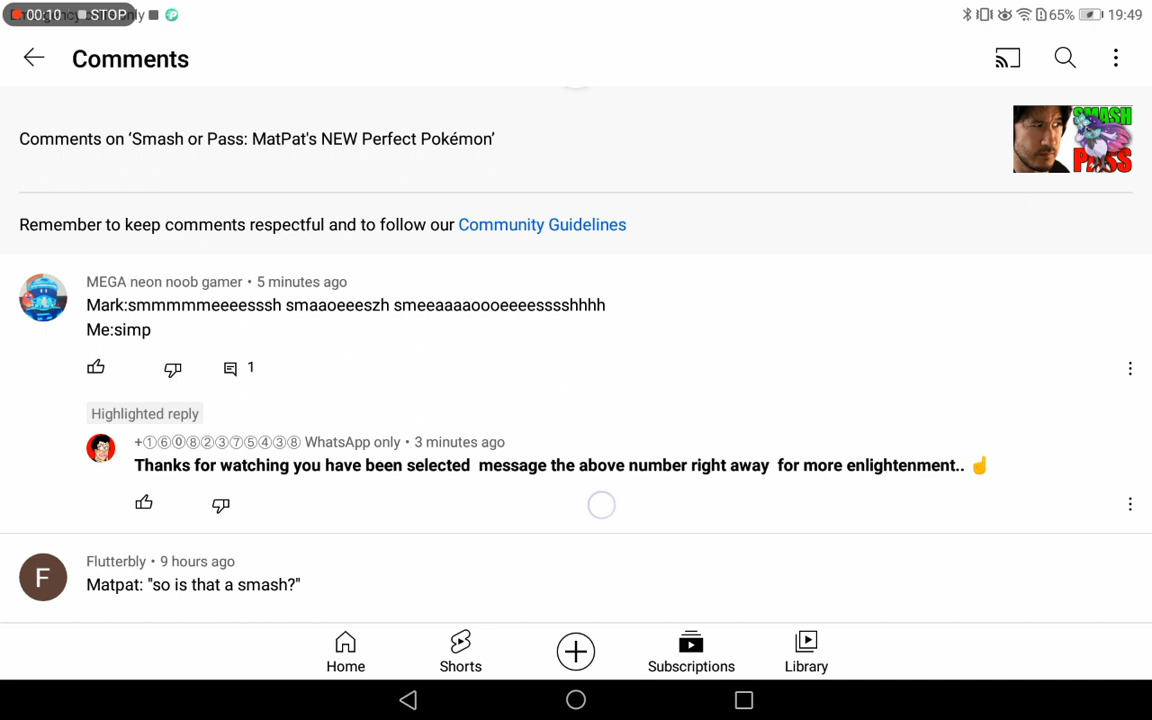 00:10 STOP
65% 19:49
Comments
Comments on ‘Smash or Pass: MatPat's NEW Perfect Pokémon’
SMASH
PASS
Remember to keep comments respectful and to follow our Community Guidelines
MEGA neon noob gamer • 5 minutes ago
Mark:smmmmmeeeesssh smaaoeeeszh smeeaaaaoooeeeesssshhhh
Me:simp
1
Highlighted reply
+①⑥⓪⑧②③⑦⑤④③⑧ WhatsApp only • 3 minutes ago
Thanks for watching you have been selected message the above number right away for more enlightenment.. ☝
F
Flutterbly • 9 hours ago
Matpat: "so is that a smash?"
Home
Shorts
Subscriptions
Library